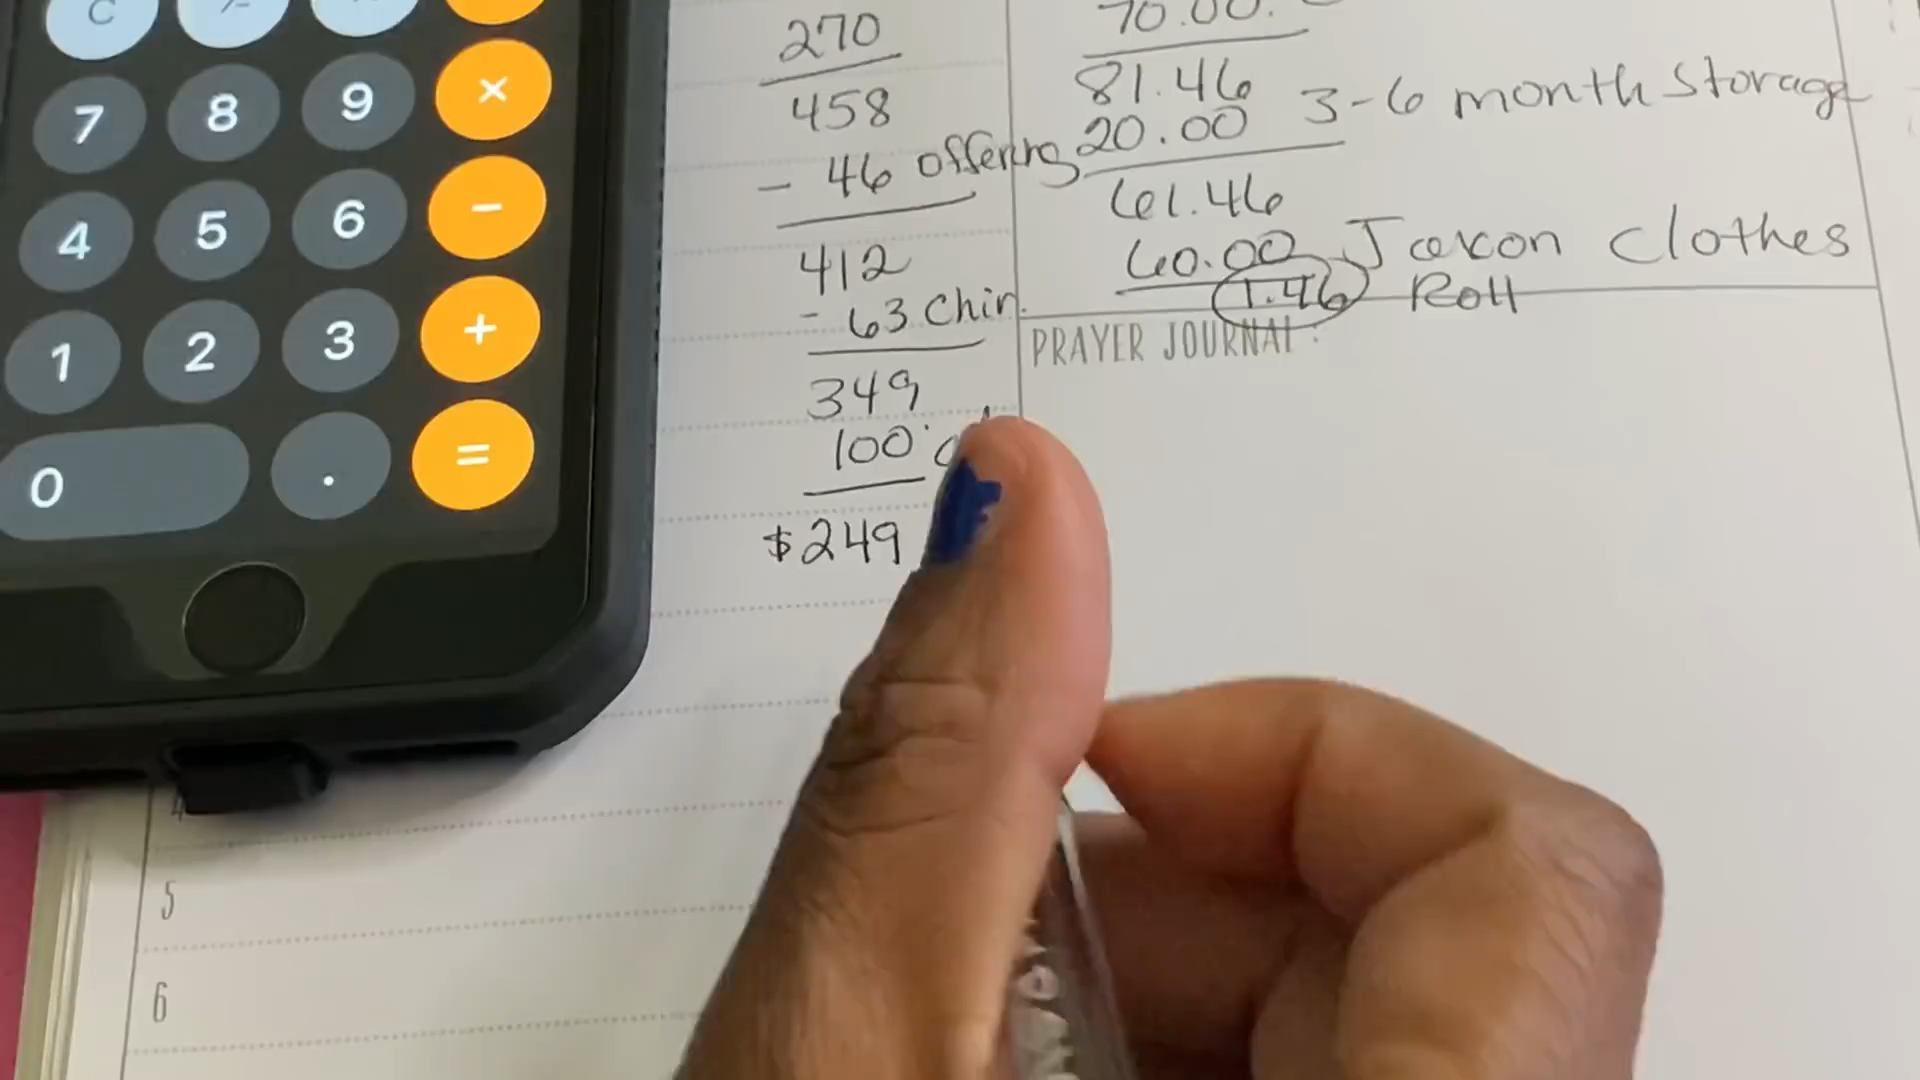 C
7 8 9 ×
4 5 6 −
1 2 3 +
0 . =
270
458
- 46 offering
412
- 63 Chir.
349
100
$249
70.00
81.46
20.00 3-6 month Storage
61.46
60.00 Jaxon Clothes
1.46 Roll
PRAYER JOURNAL:
5
6